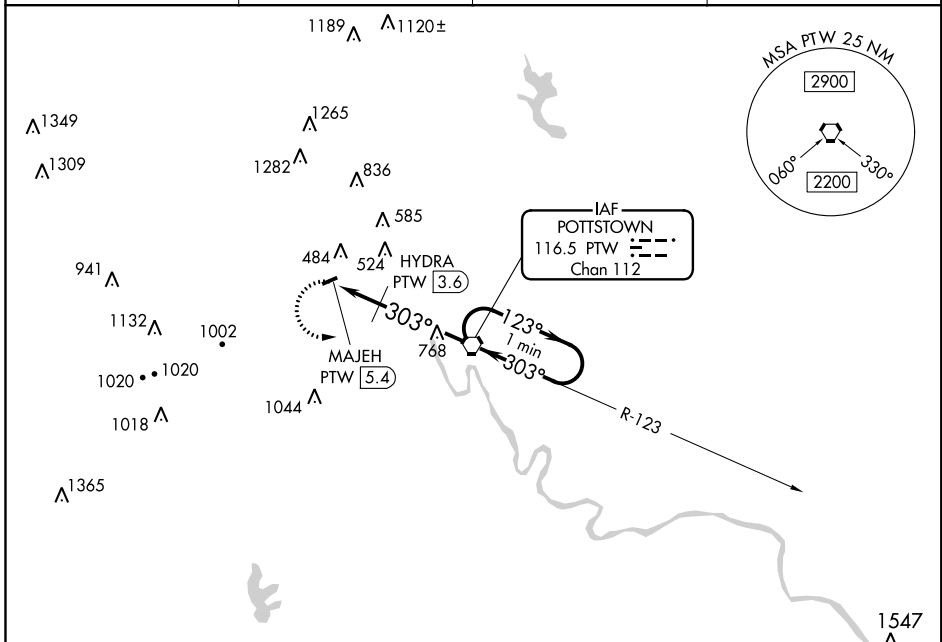 1189
1120±
MSA PTW 25 NM
2900
060°
330°
2200
1349
1265
1309
1282
836
585
IAF
POTTSTOWN
116.5 PTW
Chan 112
484
524
HYDRA
PTW 3.6
941
303°
123°
1 min
303°
1132
1002
768
MAJEH
PTW 5.4
1020
1020
1044
1018
R-123
1365
1547